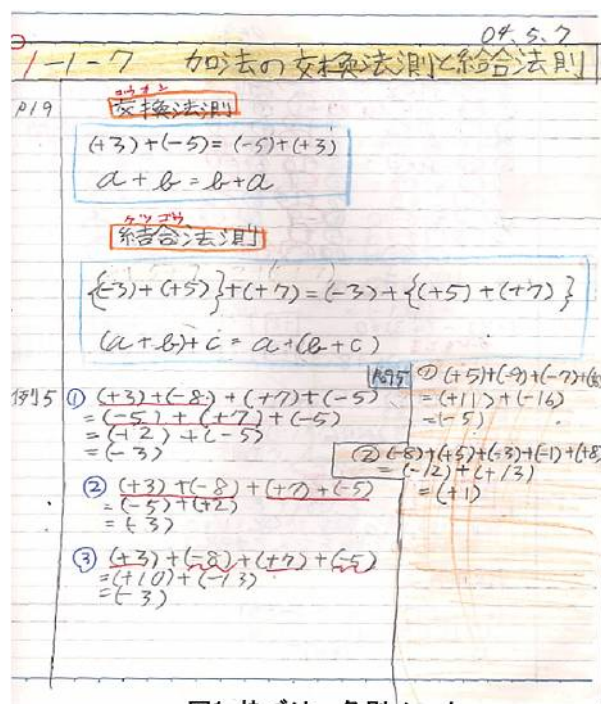 04.5.7
1-1-7 加法の交換法則と結合法則
P19
コウカン
交換法則
(+3)+(-5)=(-5)+(+3)
a+b=b+a
ケツゴウ
結合法則
{(-3)+(+5)}+(+7)=(-3)+{(+5)+(+7)}
(a+b)+c=a+(b+c)
例5
① (+3)+(-8)+(+7)+(-5)
=(-5)+(+7)+(-5)
=(+2)+(-5)
=(-3)
② (+3)+(-8)+(+7)+(-5)
=(-5)+(+2)
=(-3)
③ (+3)+(-8)+(+7)+(-5)
=(+10)+(-13)
=(-3)
問5
① (+5)+(-9)+(-7)+(+6)
=(+11)+(-16)
=(-5)
② (-8)+(+5)+(-3)+(-1)+(+8)
=(-12)+(+13)
=(+1)